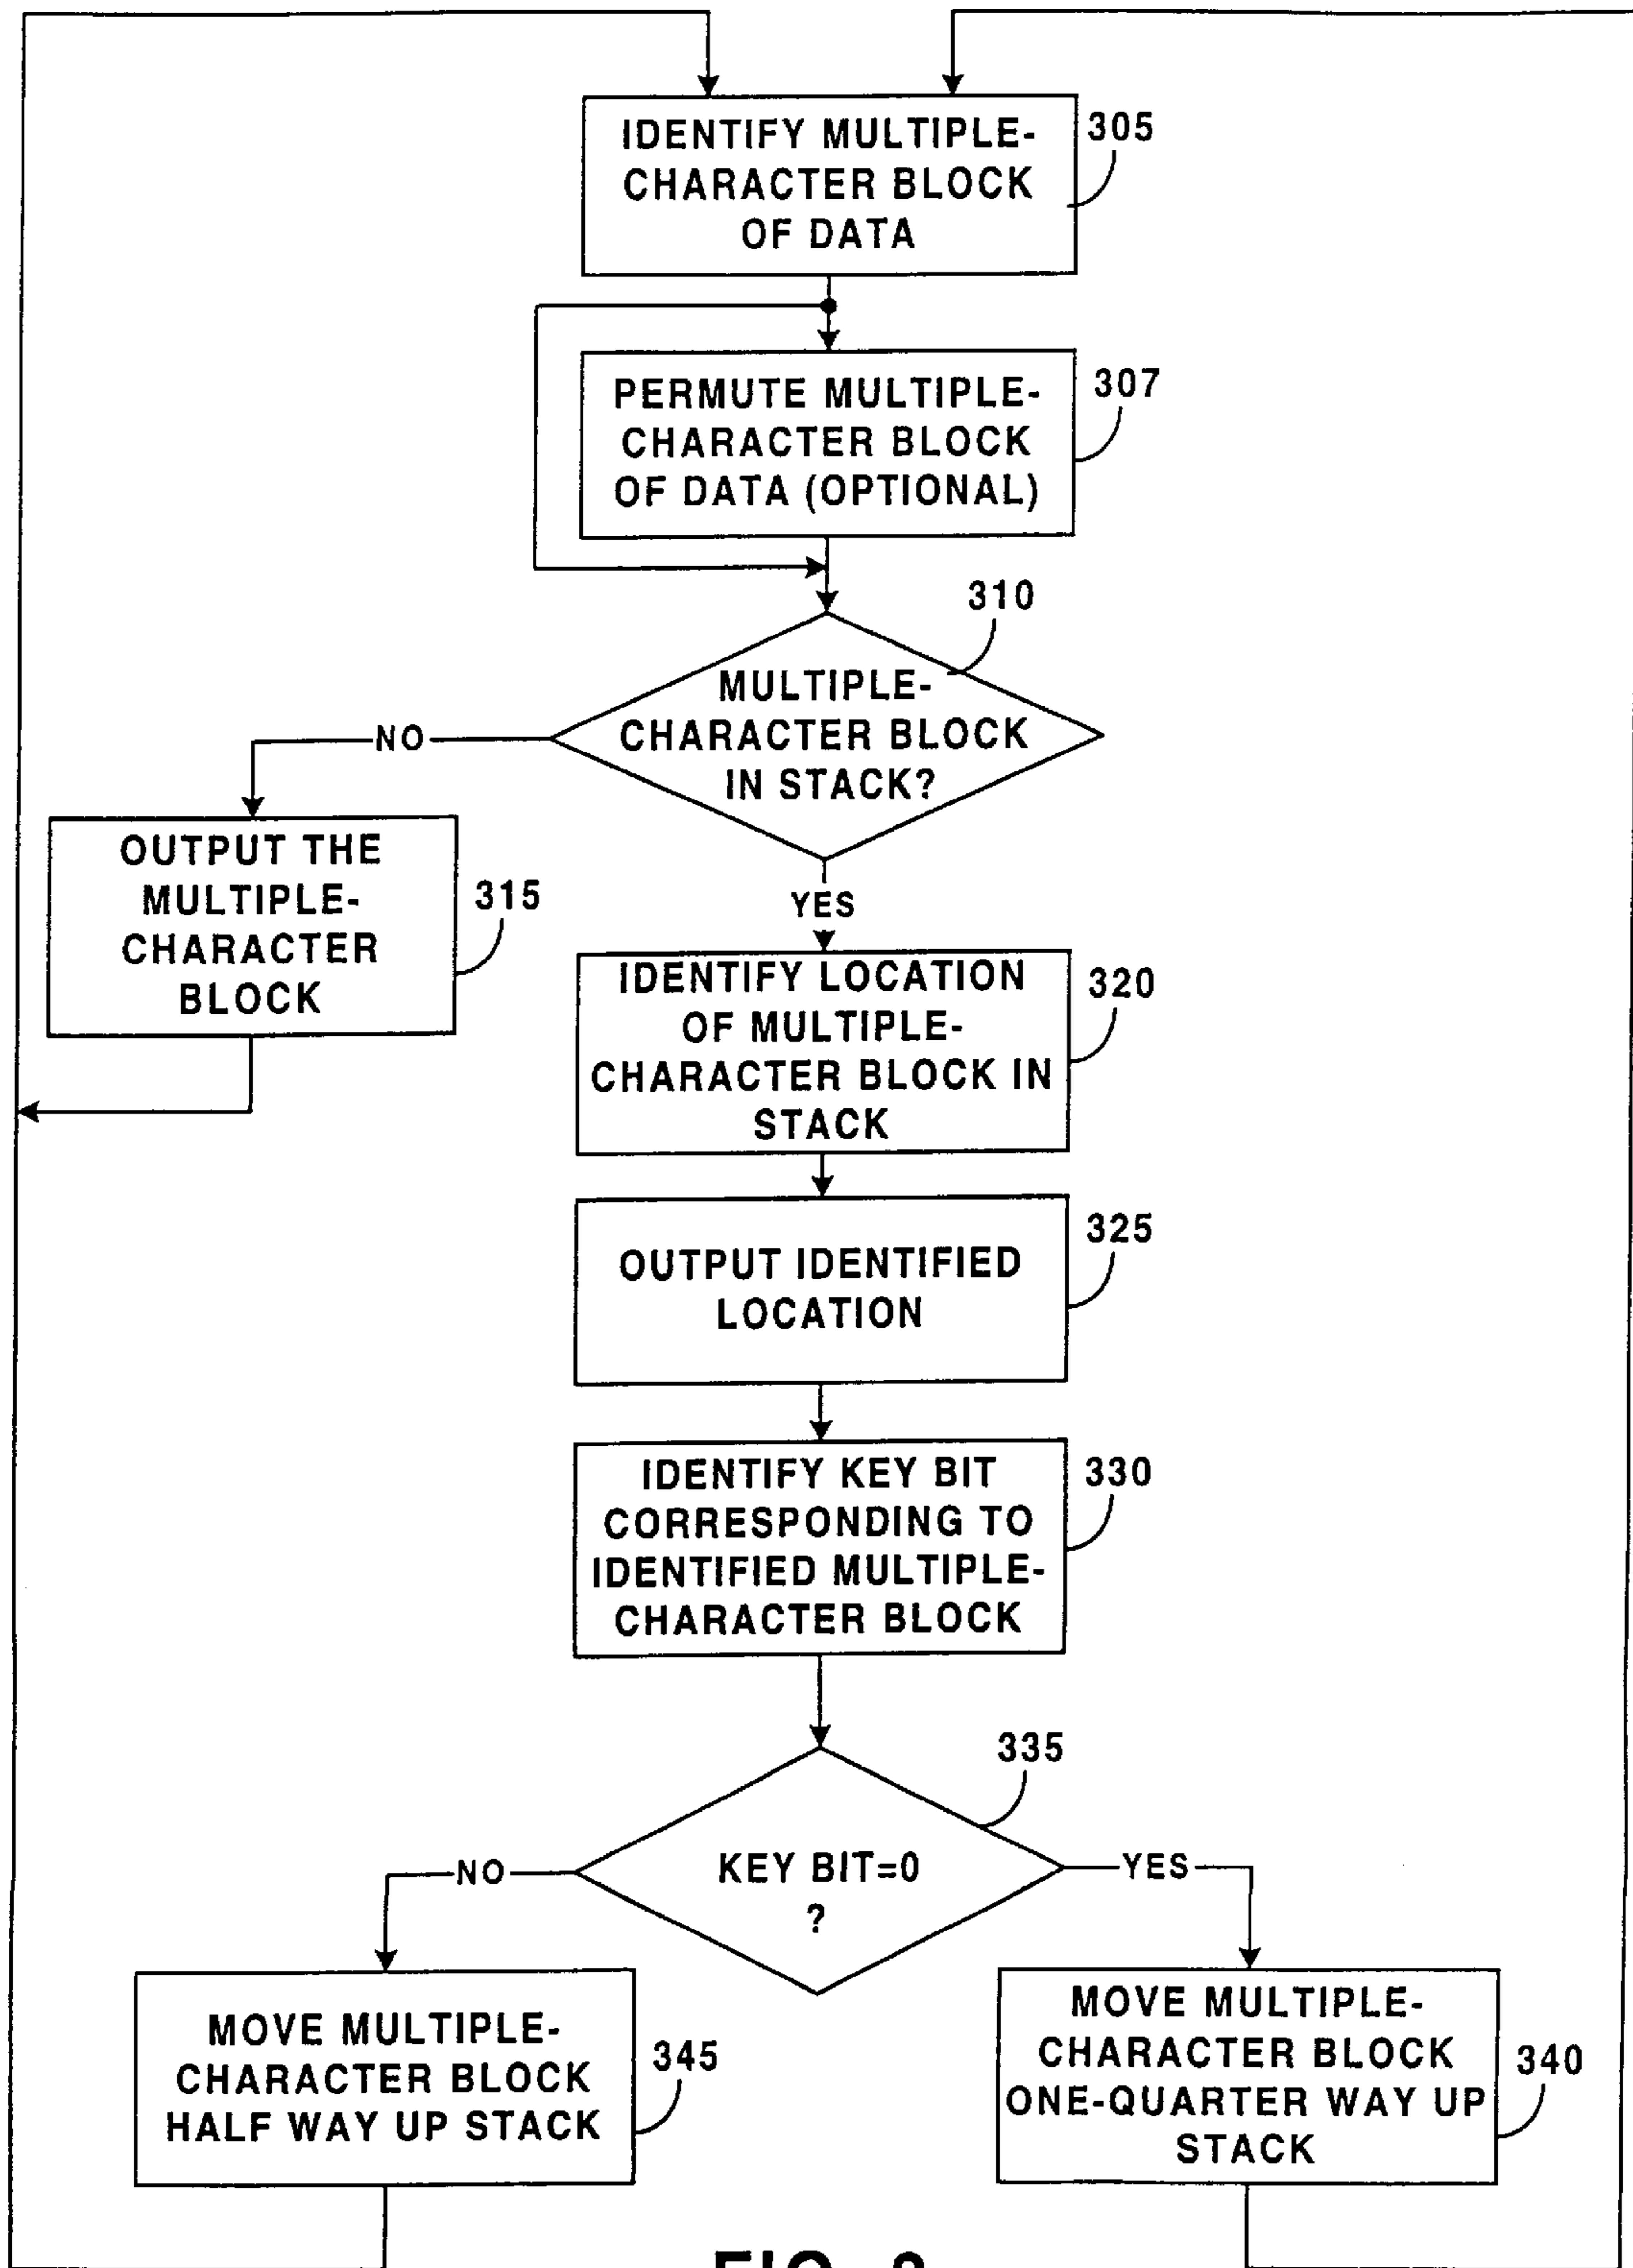 IDENTIFY MULTIPLE-
CHARACTER BLOCK
OF DATA
305
PERMUTE MULTIPLE-
CHARACTER BLOCK
OF DATA (OPTIONAL)
307
310
MULTIPLE-
CHARACTER BLOCK
IN STACK?
NO
YES
OUTPUT THE
MULTIPLE-
CHARACTER
BLOCK
315
IDENTIFY LOCATION
OF MULTIPLE-
CHARACTER BLOCK IN
STACK
320
OUTPUT IDENTIFIED
LOCATION
325
IDENTIFY KEY BIT
CORRESPONDING TO
IDENTIFIED MULTIPLE-
CHARACTER BLOCK
330
335
KEY BIT=0
?
NO
YES
MOVE MULTIPLE-
CHARACTER BLOCK
HALF WAY UP STACK
345
MOVE MULTIPLE-
CHARACTER BLOCK
ONE-QUARTER WAY UP
STACK
340
FIG.